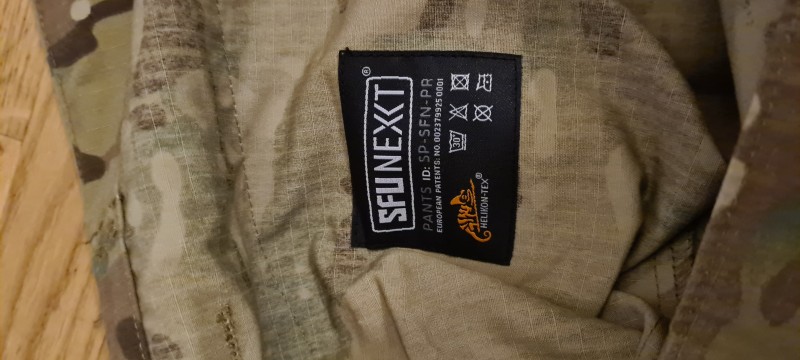 SFUNEXT®
PANTS ID: SP-SFN-PR
EUROPEAN PATENTS: NO. 002379925 0001
30°
HELIKON-TEX®